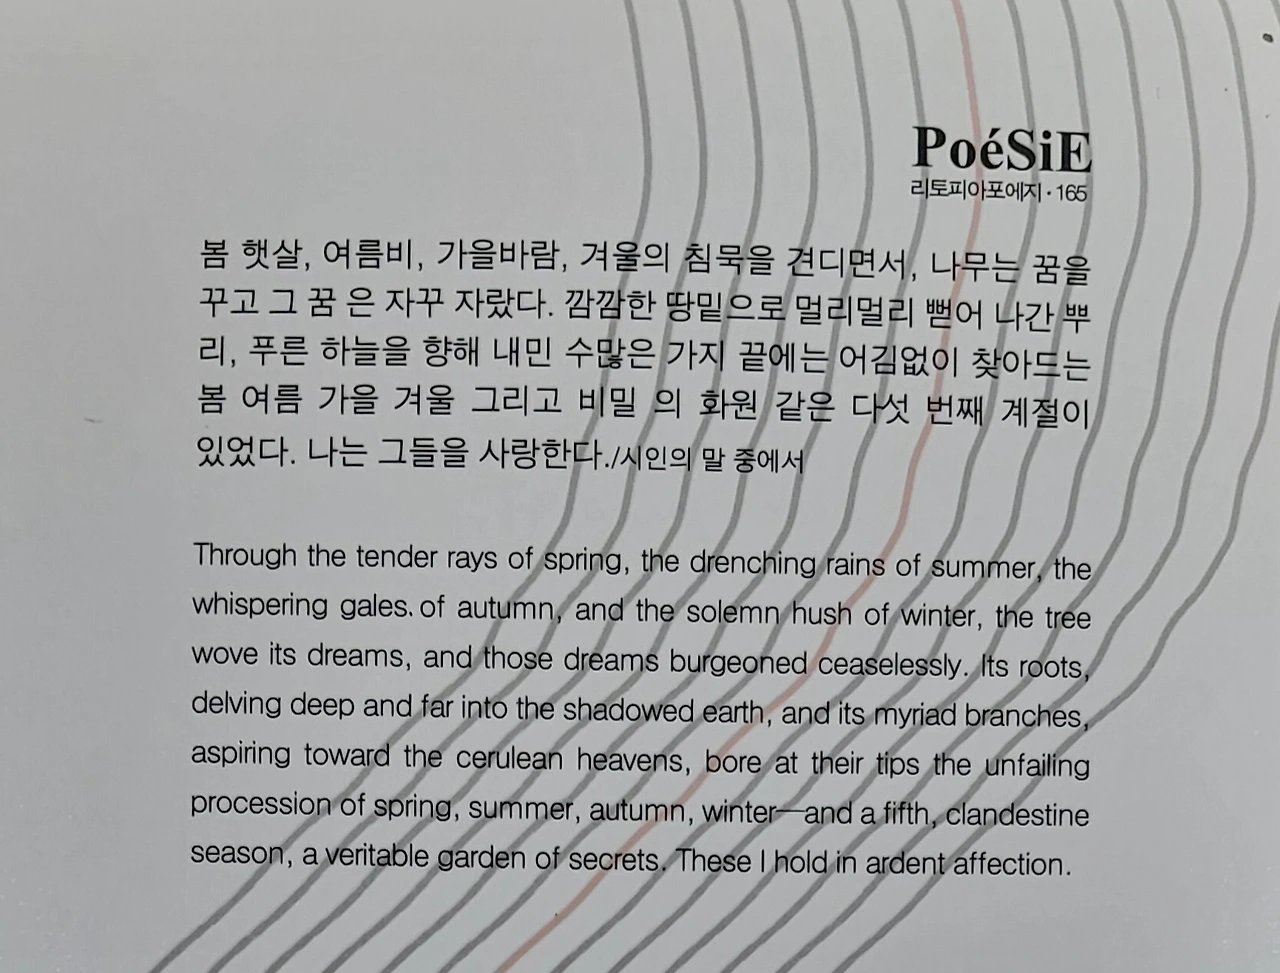 PoéSiE
리토피아포에지·165
봄 햇살, 여름비, 가을바람, 겨울의 침묵을 견디면서, 나무는 꿈을
꾸고 그 꿈 은 자꾸 자랐다. 깜깜한 땅밑으로 멀리멀리 뻗어 나간 뿌
리, 푸른 하늘을 향해 내민 수많은 가지 끝에는 어김없이 찾아드는
봄 여름 가을 겨울 그리고 비밀 의 화원 같은 다섯 번째 계절이
있었다. 나는 그들을 사랑한다./시인의 말 중에서
Through the tender rays of spring, the drenching rains of summer, the
whispering gales. of autumn, and the solemn hush of winter, the tree
wove its dreams, and those dreams burgeoned ceaselessly. Its roots,
delving deep and far into the shadowed earth, and its myriad branches,
aspiring toward the cerulean heavens, bore at their tips the unfailing
procession of spring, summer, autumn, winter—and a fifth, clandestine
season, a veritable garden of secrets. These I hold in ardent affection.